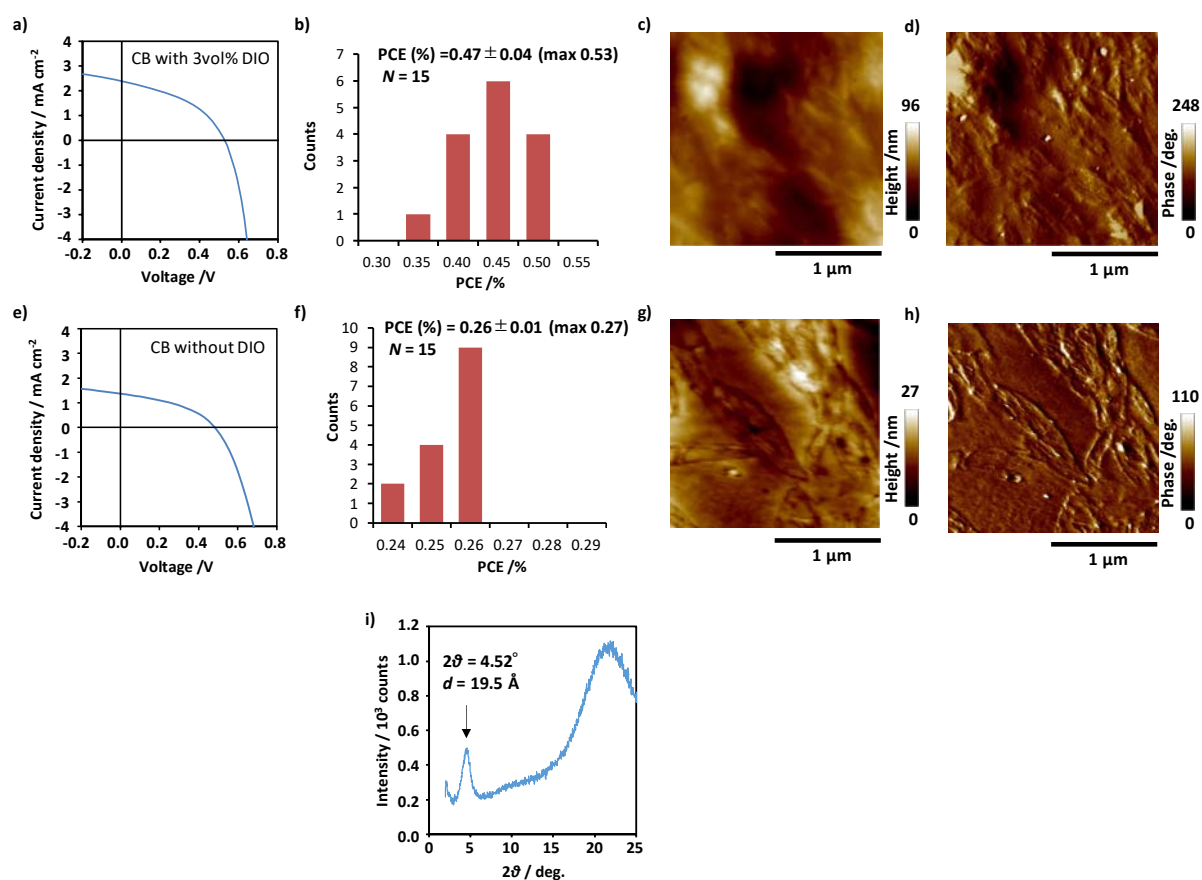 a)
4
3
2
1
0
-1
-2
-3
-4
CB with 3vol% DIO
Current density / mA cm-2
-0.2 0.0 0.2 0.4 0.6 0.8
Voltage /V
b)
PCE (%) =0.47±0.04 (max 0.53)
N = 15
7
6
5
4
3
2
1
0
Counts
0.30 0.35 0.40 0.45 0.50 0.55
PCE /%
c)
96
Height /nm
0
1 µm
d)
248
Phase /deg.
0
1 µm
e)
4
3
2
1
0
-1
-2
-3
-4
CB without DIO
Current density / mA cm-2
-0.2 0.0 0.2 0.4 0.6 0.8
Voltage /V
f)
PCE (%) = 0.26±0.01 (max 0.27)
N = 15
10
9
8
7
6
5
4
3
2
1
0
Counts
0.24 0.25 0.26 0.27 0.28 0.29
PCE /%
g)
27
Height /nm
0
1 µm
h)
110
Phase /deg.
0
1 µm
i)
1.2
1.0
0.8
0.6
0.4
0.2
0.0
2ϑ = 4.52°
d = 19.5 Å
Intensity / 10³ counts
0 5 10 15 20 25
2ϑ / deg.